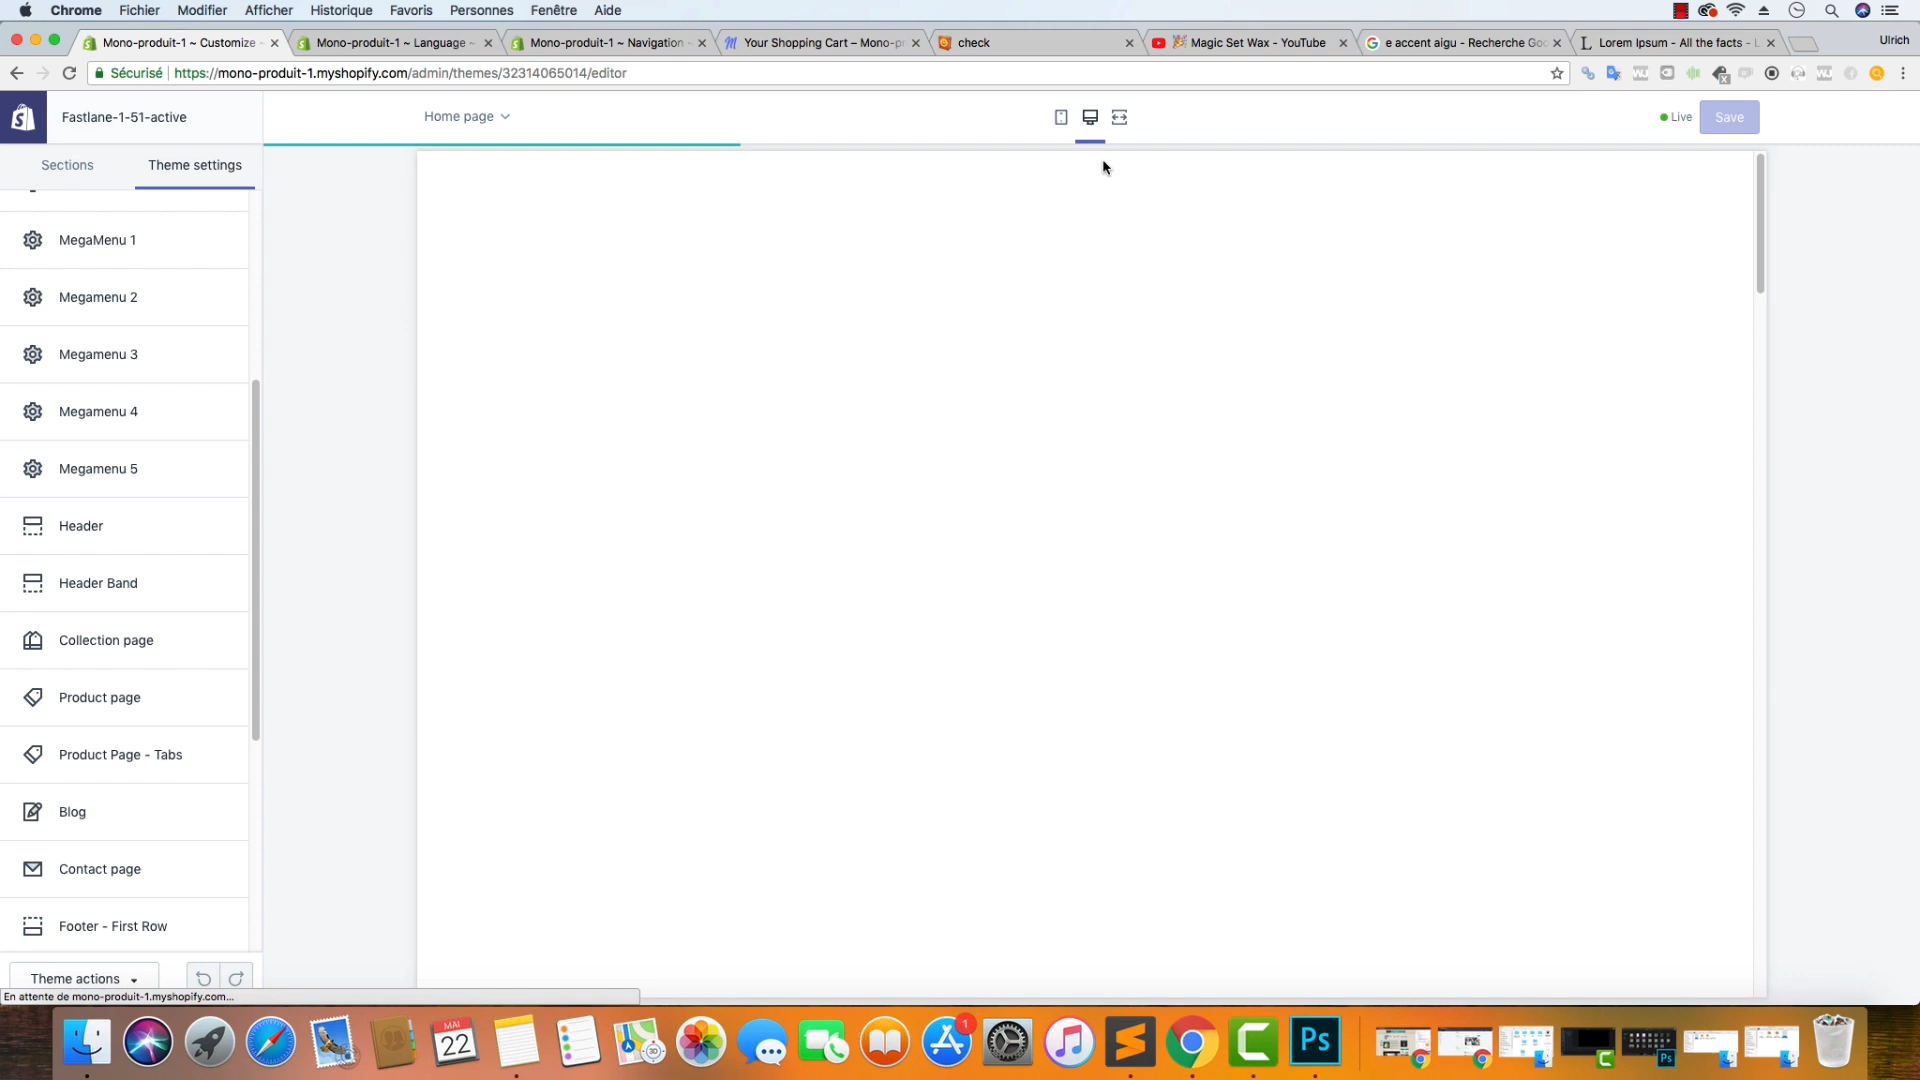 Chrome Fichier Modifier Afficher Historique Favoris Personnes Fenêtre Aide
Mono-produit-1 ~ Customize
Mono-produit-1 ~ Language ~
Mono-produit-1 ~ Navigation
Your Shopping Cart – Mono-pr
check
Magic Set Wax - YouTube
e accent aigu - Recherche Goo
Lorem Ipsum - All the facts - L
Ulrich
Sécurisé https://mono-produit-1.myshopify.com/admin/themes/32314065014/editor
Fastlane-1-51-active
Home page
Live
Save
Sections
Theme settings
MegaMenu 1
Megamenu 2
Megamenu 3
Megamenu 4
Megamenu 5
Header
Header Band
Collection page
Product page
Product Page - Tabs
Blog
Contact page
Footer - First Row
Theme actions
En attente de mono-produit-1.myshopify.com...
MAI
22
3D
1
Ps